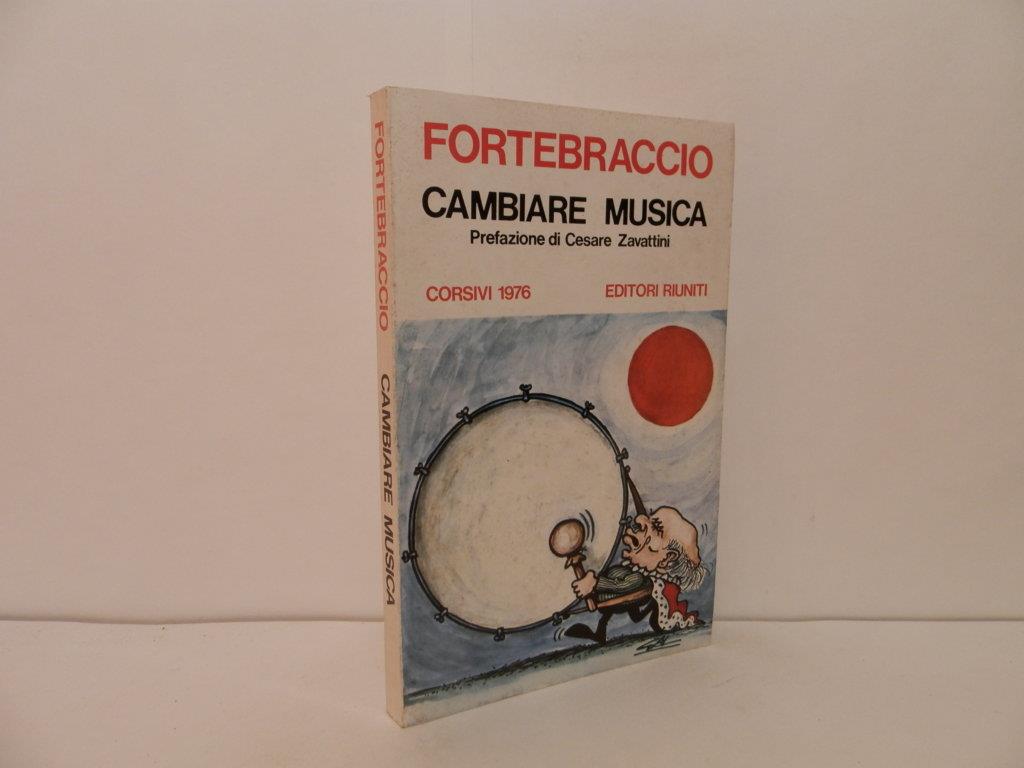 FORTEBRACCIO
CAMBIARE MUSICA
Prefazione di Cesare Zavattini
CORSIVI 1976 EDITORI RIUNITI
FORTEBRACCIO CAMBIARE MUSICA